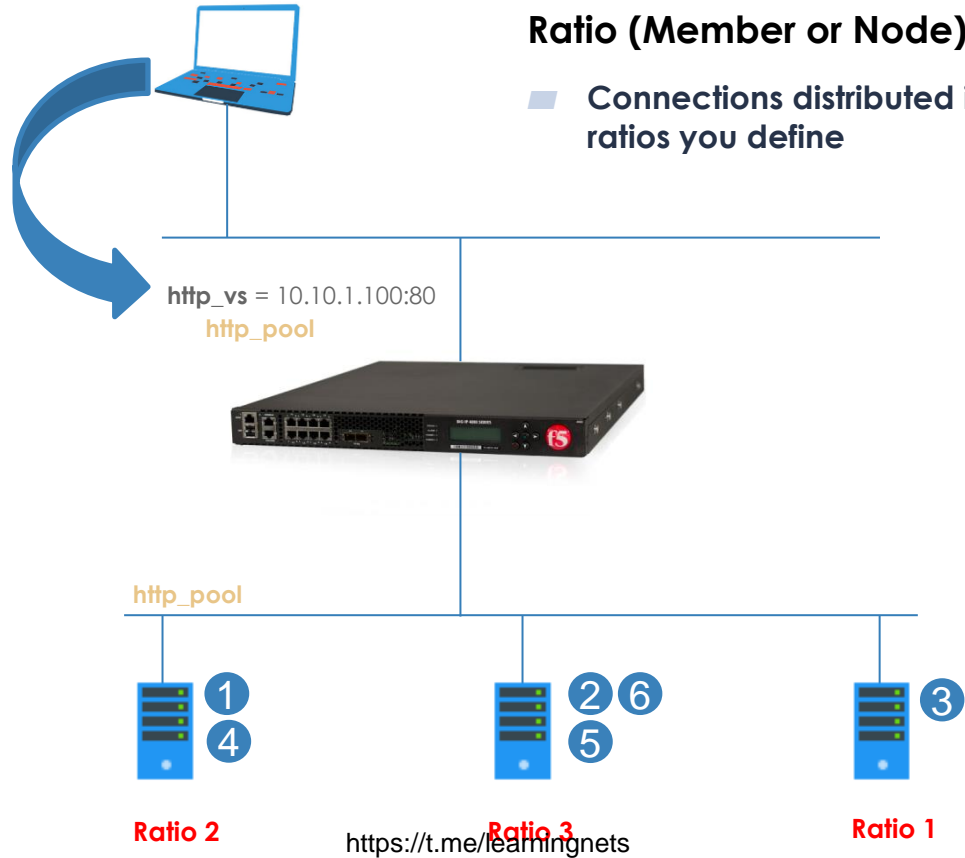 Ratio (Member or Node)
Connections distributed i
ratios you define
http_vs = 10.10.1.100:80
http_pool
f5
http_pool
1
2 6
3
4
5
Ratio 2
Ratio 3
Ratio 1
https://t.me/learningnets